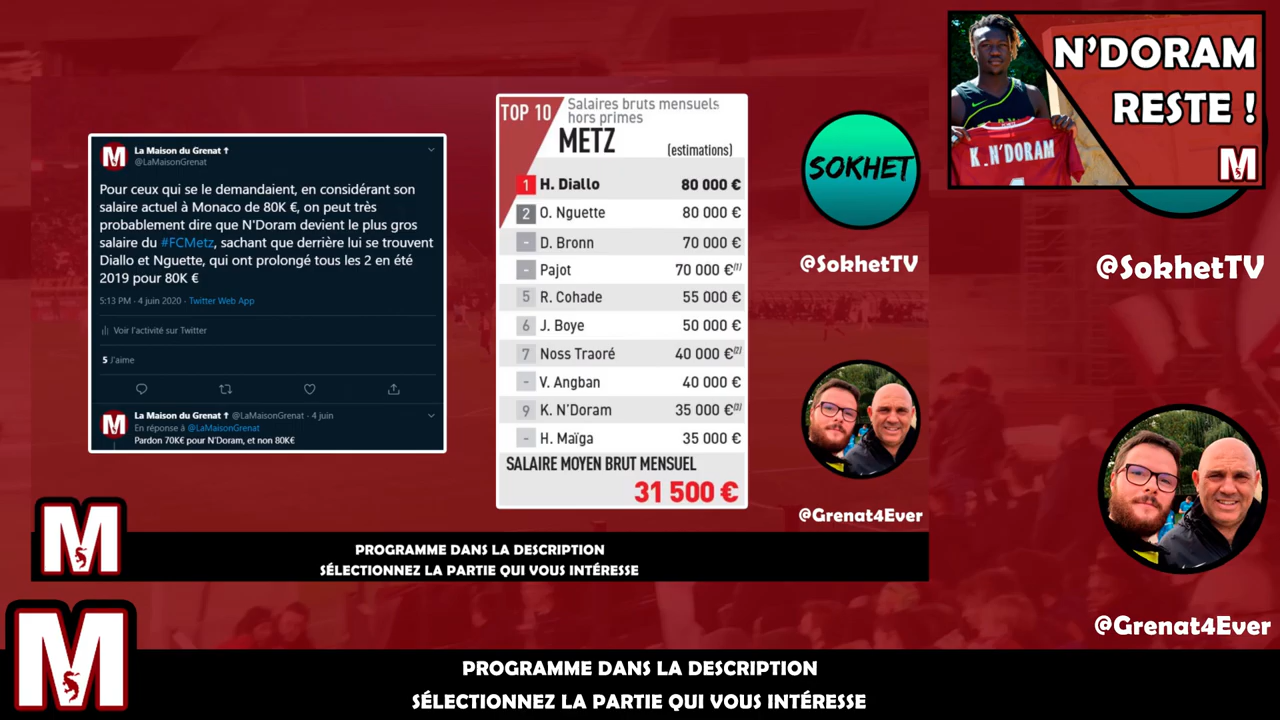 La Maison du Grenat ✝
@LaMaisonGrenat
Pour ceux qui se le demandaient, en considérant son
salaire actuel à Monaco de 80K €, on peut très
probablement dire que N'Doram devient le plus gros
salaire du #FCMetz, sachant que derrière lui se trouvent
Diallo et Nguette, qui ont prolongé tous les 2 en été
2019 pour 80K €
5:13 PM · 4 juin 2020 · Twitter Web App
Voir l'activité sur Twitter
5 J'aime
La Maison du Grenat ✝ @LaMaisonGrenat · 4 juin
En réponse à @LaMaisonGrenat
Pardon 70K€ pour N'Doram, et non 80K€
TOP 10
Salaires bruts mensuels
hors primes
METZ
(estimations)
1 H. Diallo 80 000 €
2 O. Nguette 80 000 €
- D. Bronn 70 000 €
- Pajot 70 000 €(1)
5 R. Cohade 55 000 €
6 J. Boye 50 000 €
7 Noss Traoré 40 000 €(2)
- V. Angban 40 000 €
9 K. N'Doram 35 000 €(3)
- H. Maïga 35 000 €
SALAIRE MOYEN BRUT MENSUEL
31 500 €
SOKHET
@SokhetTV
@Grenat4Ever
M
PROGRAMME DANS LA DESCRIPTION
SÉLECTIONNEZ LA PARTIE QUI VOUS INTÉRESSE
N'DORAM
RESTE !
K.N'DORAM
M
@SokhetTV
@Grenat4Ever
M
PROGRAMME DANS LA DESCRIPTION
SÉLECTIONNEZ LA PARTIE QUI VOUS INTÉRESSE